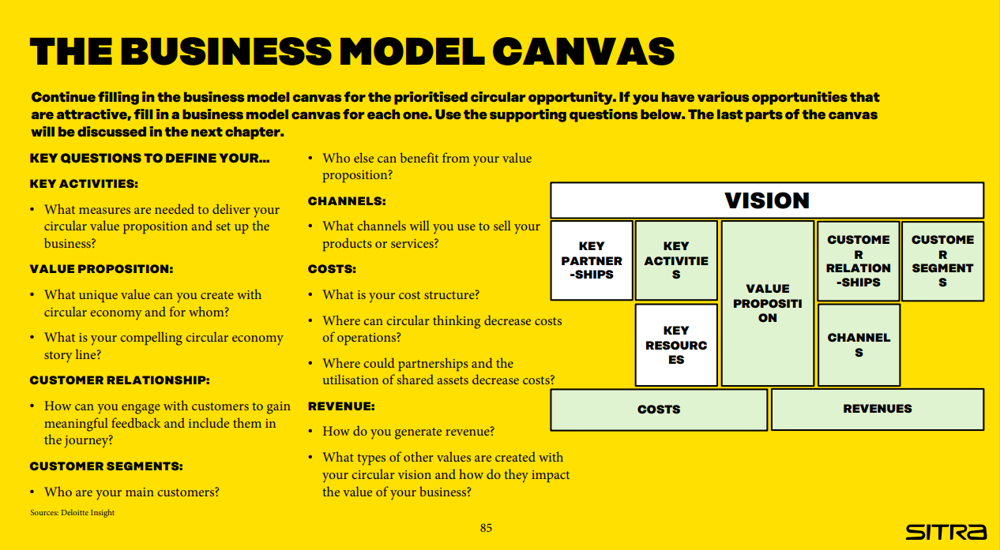 THE BUSINESS MODEL CANVAS
Continue filling in the business model canvas for the prioritised circular opportunity. If you have various opportunities that
are attractive, fill in a business model canvas for each one. Use the supporting questions below. The last parts of the canvas
will be discussed in the next chapter.
KEY QUESTIONS TO DEFINE YOUR...
KEY ACTIVITIES:
• What measures are needed to deliver your
circular value proposition and set up the
business?
VALUE PROPOSITION:
• What unique value can you create with
circular economy and for whom?
• What is your compelling circular economy
story line?
CUSTOMER RELATIONSHIP:
• How can you engage with customers to gain
meaningful feedback and include them in
the journey?
CUSTOMER SEGMENTS:
• Who are your main customers?
• Who else can benefit from your value
proposition?
CHANNELS:
• What channels will you use to sell your
products or services?
COSTS:
• What is your cost structure?
• Where can circular thinking decrease costs
of operations?
• Where could partnerships and the
utilisation of shared assets decrease costs?
REVENUE:
• How do you generate revenue?
• What types of other values are created with
your circular vision and how do they impact
the value of your business?
VISION
KEY
PARTNER
-SHIPS
KEY
ACTIVITIE
S
KEY
RESOURC
ES
VALUE
PROPOSITI
ON
CUSTOME
R
RELATION
-SHIPS
CHANNEL
S
CUSTOME
R
SEGMENT
S
COSTS
REVENUES
Sources: Deloitte Insight
85
SITRA